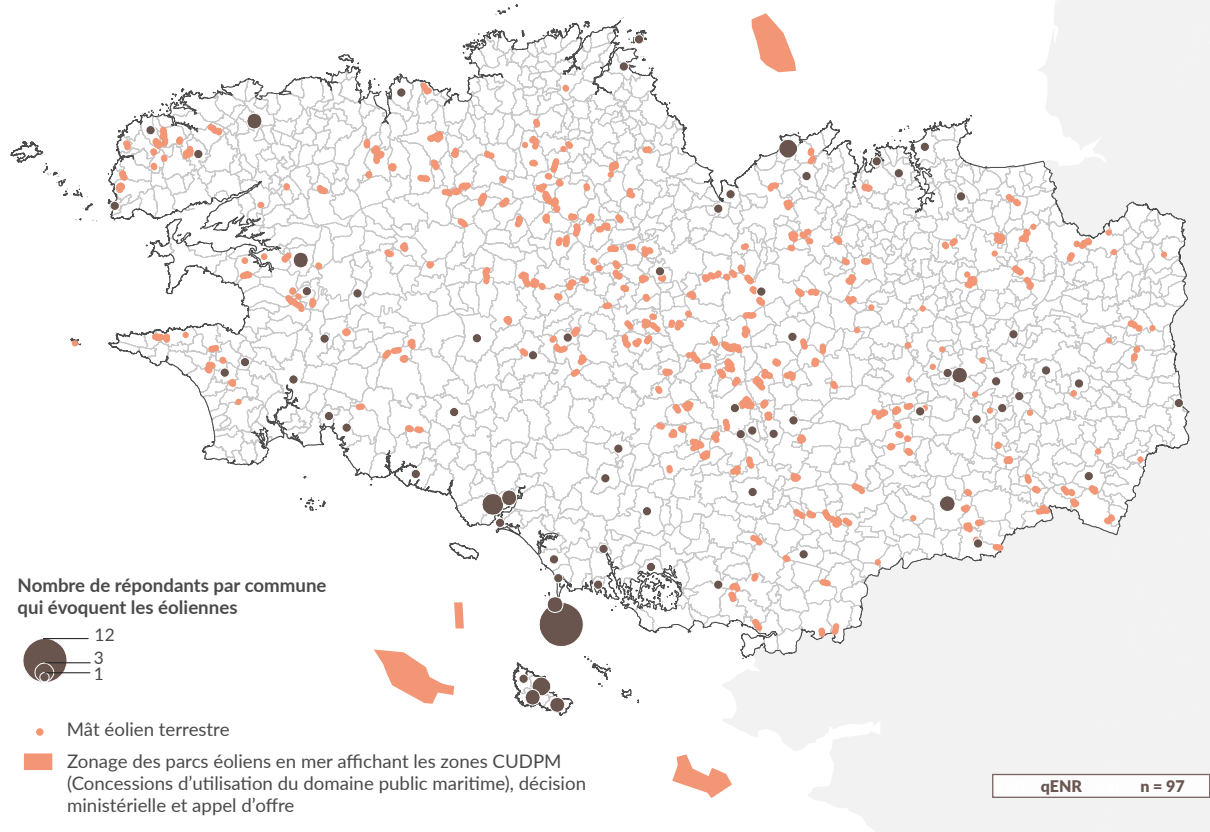 Nombre de répondants par commune
qui évoquent les éoliennes
12
3
1
Mât éolien terrestre
Zonage des parcs éoliens en mer affichant les zones CUDPM
(Concessions d'utilisation du domaine public maritime), décision
ministérielle et appel d'offre
qENR n = 97